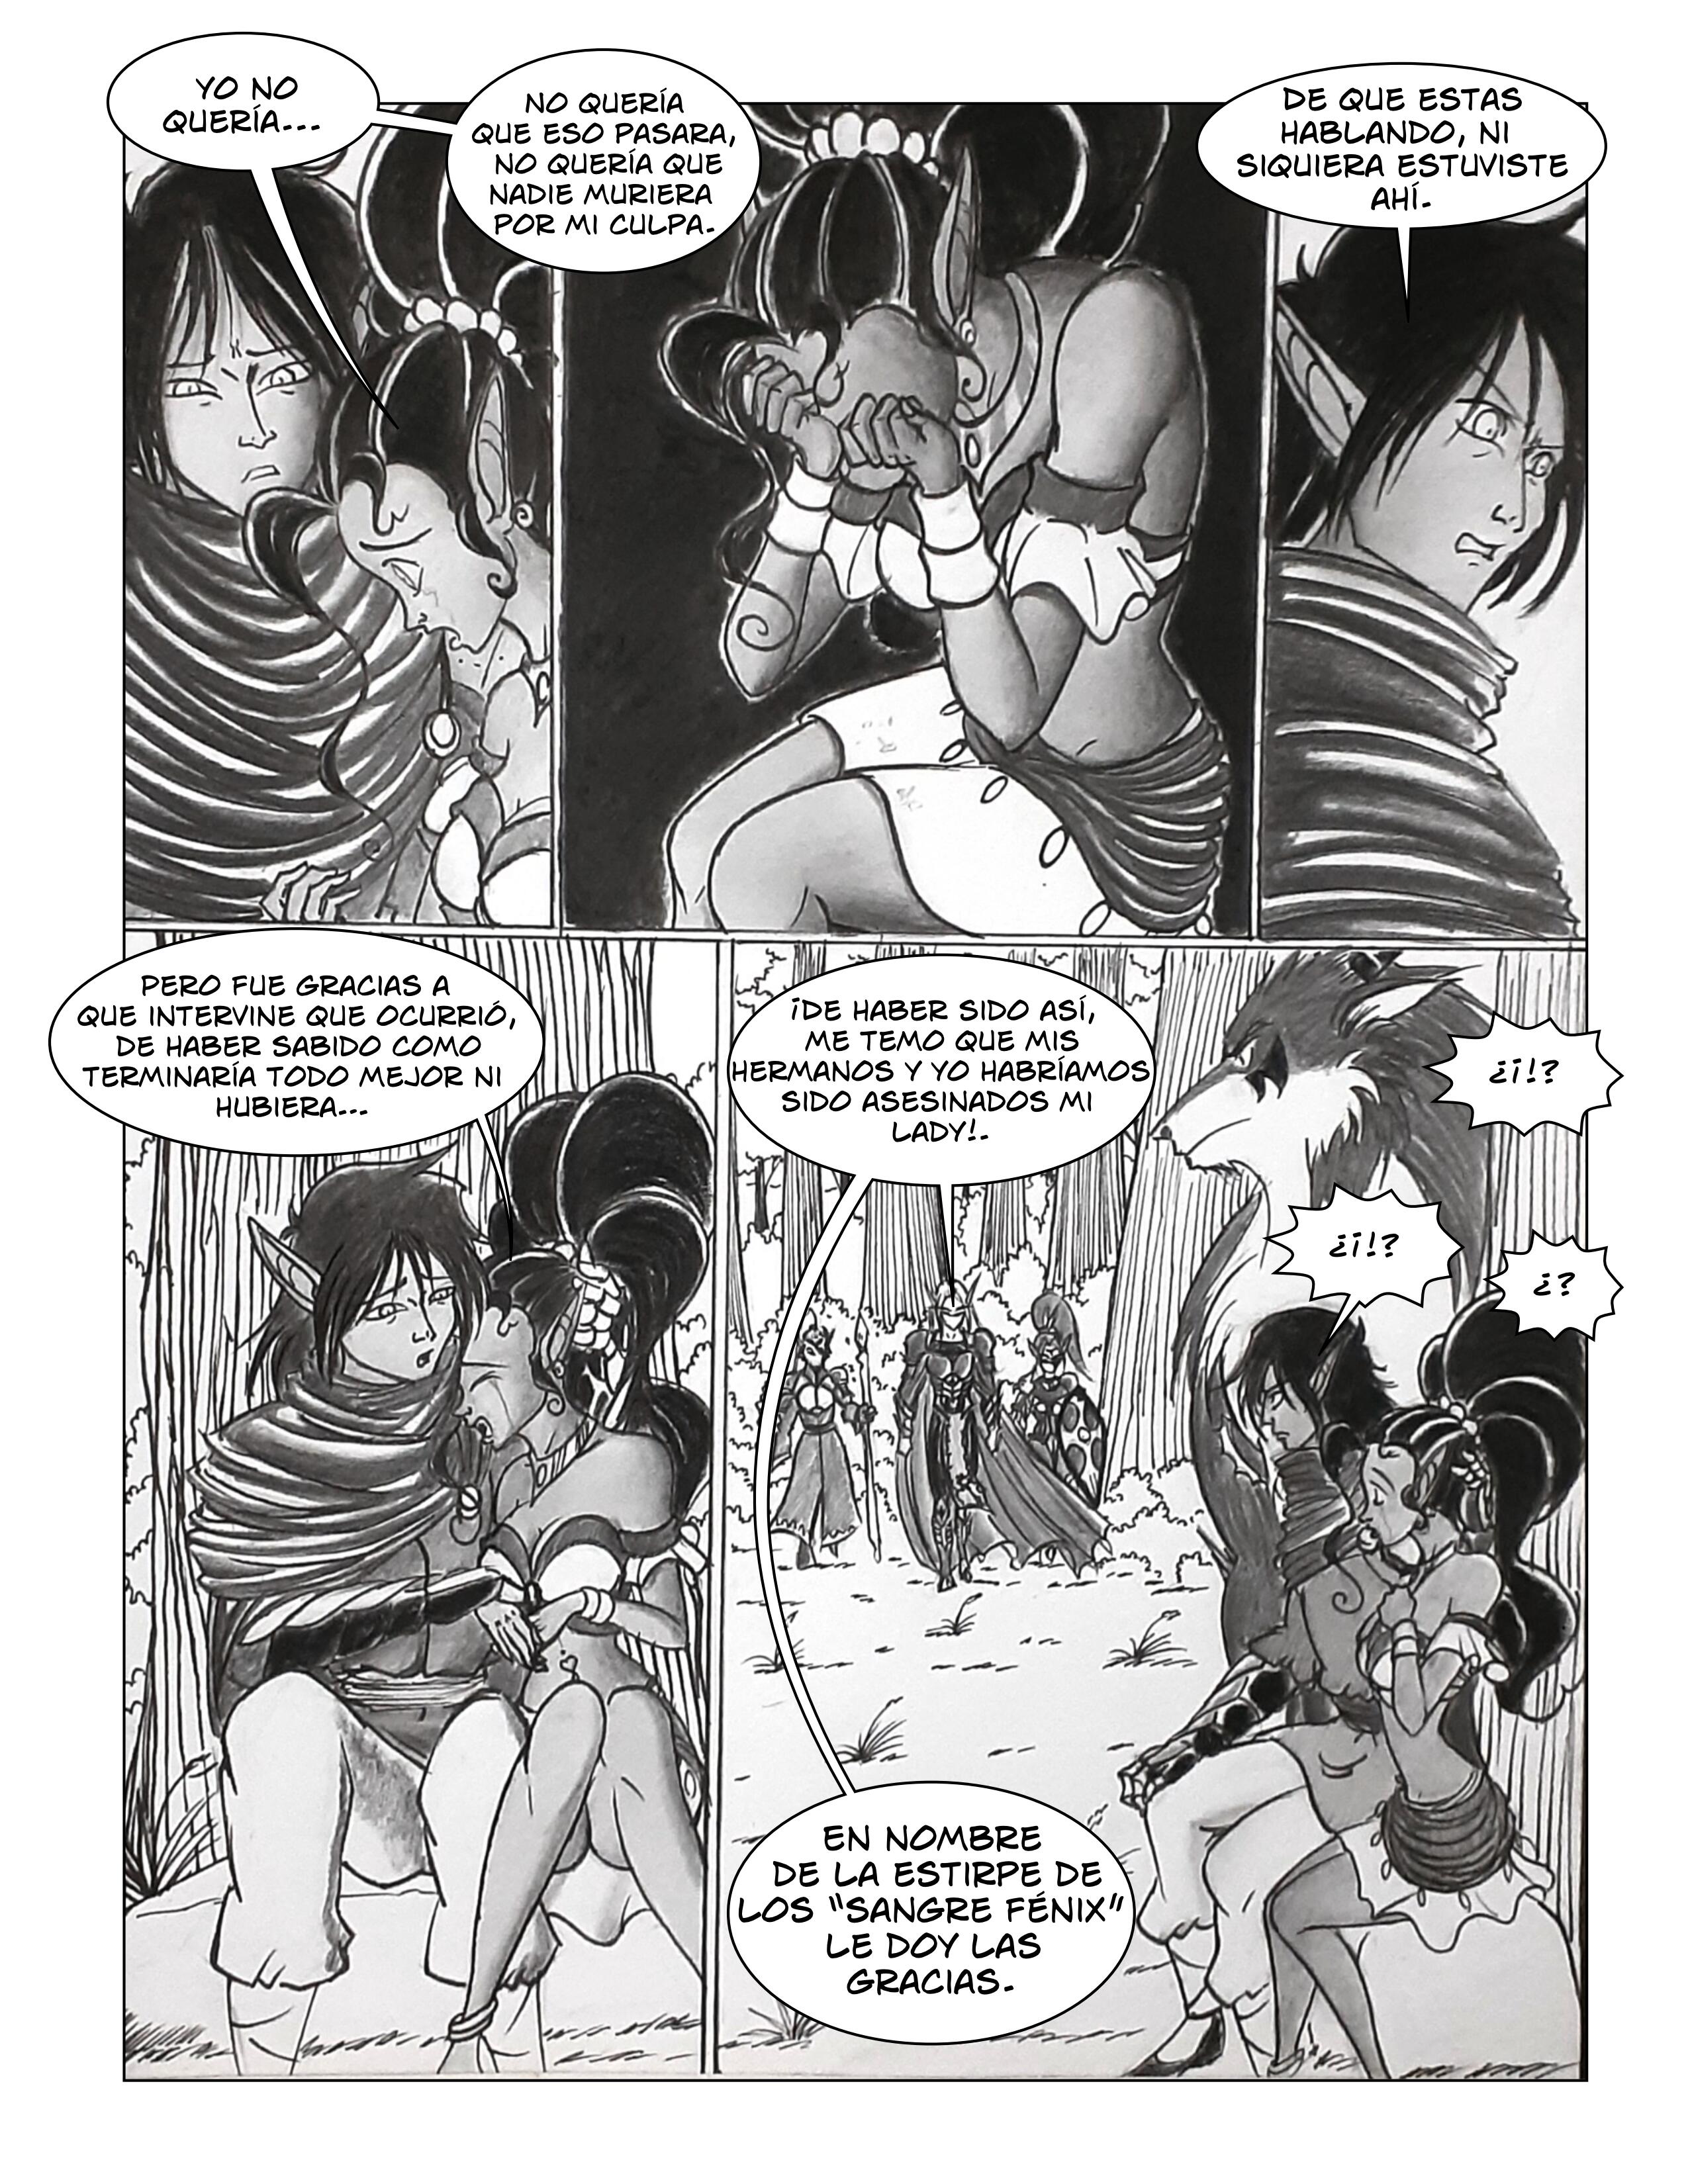 YO NO
QUERÍA...
NO QUERÍA
QUE ESO PASARA,
NO QUERÍA QUE
NADIE MURIERA
POR MI CULPA.
DE QUE ESTAS
HABLANDO, NI
SIQUIERA ESTUVISTE
AHÍ.
PERO FUE GRACIAS A
QUE INTERVINE QUE OCURRIÓ,
DE HABER SABIDO COMO
TERMINARÍA TODO MEJOR NI
HUBIERA...
¡DE HABER SIDO ASÍ,
ME TEMO QUE MIS
HERMANOS Y YO HABRÍAMOS
SIDO ASESINADOS MI
LADY!.
¿¡!?
¿¡!?
¿?
EN NOMBRE
DE LA ESTIRPE DE
LOS "SANGRE FÉNIX"
LE DOY LAS
GRACIAS.